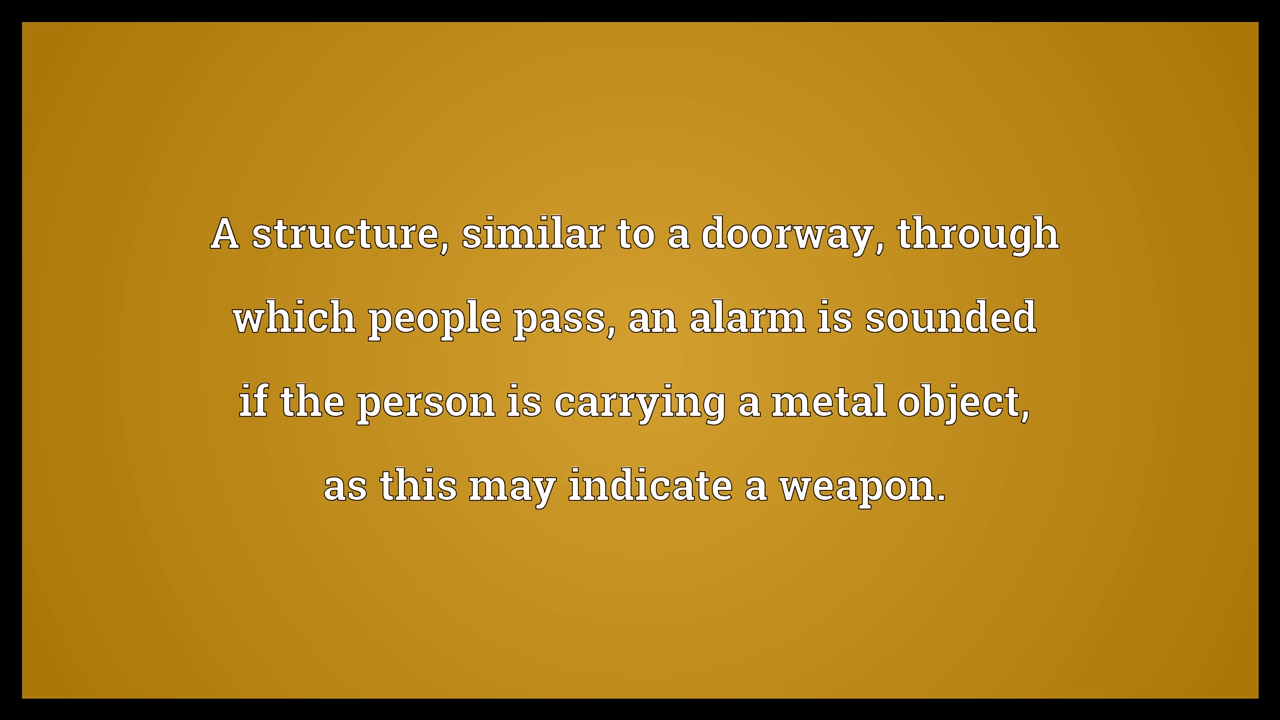 A structure, similar to a doorway, through
which people pass, an alarm is sounded
if the person is carrying a metal object,
as this may indicate a weapon.